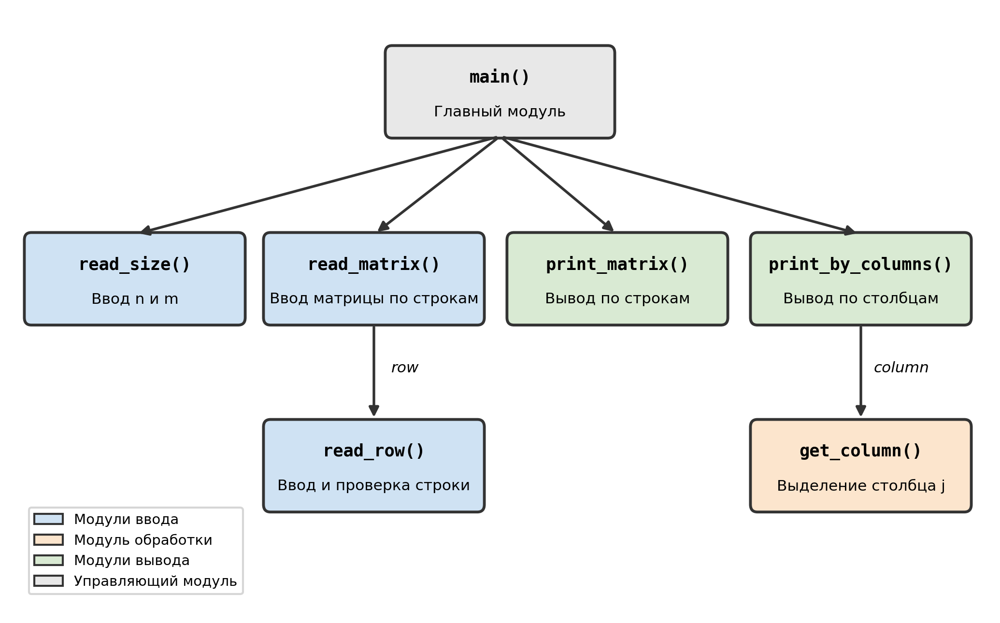 main()
Главный модуль
read_size()
Ввод n и m
read_matrix()
Ввод матрицы по строкам
print_matrix()
Вывод по строкам
print_by_columns()
Вывод по столбцам
row
column
read_row()
Ввод и проверка строки
get_column()
Выделение столбца j
Модули ввода
Модуль обработки
Модули вывода
Управляющий модуль